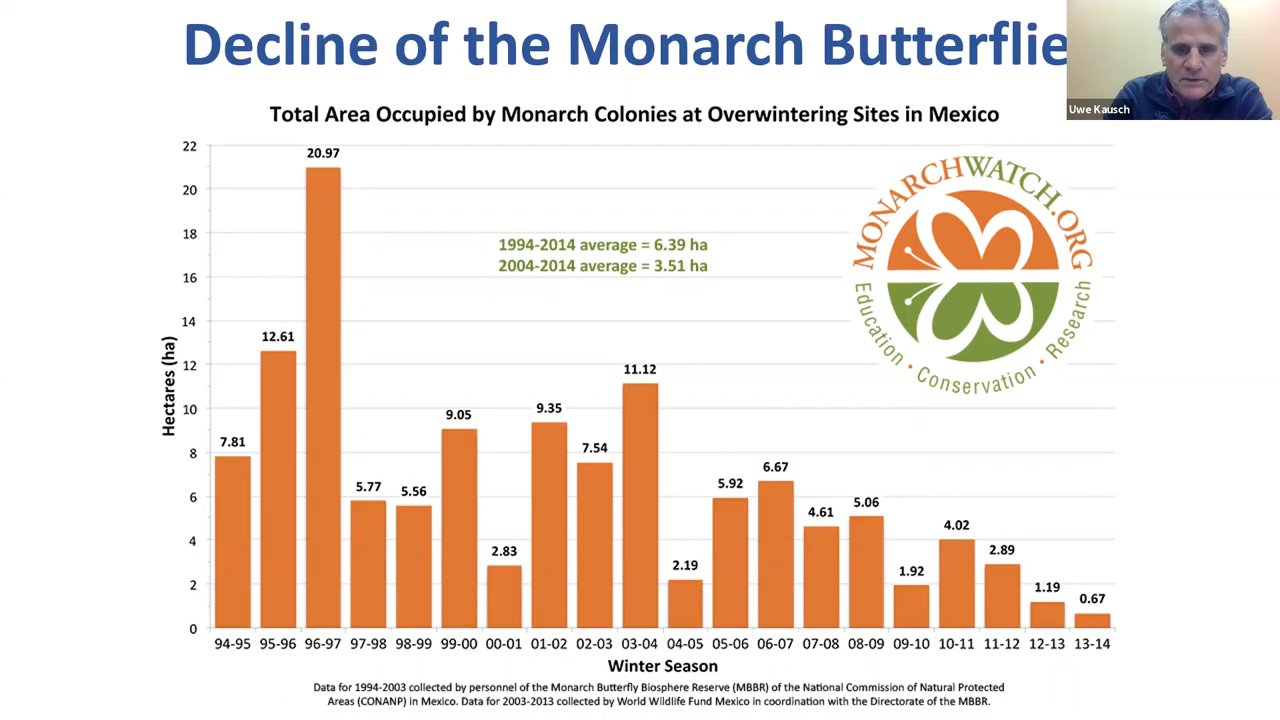 Decline of the Monarch Butterflie
Uwe Kausch
Total Area Occupied by Monarch Colonies at Overwintering Sites in Mexico
22
20
18
16
14
12
10
8
6
4
2
0
Hectares (ha)
7.81
12.61
20.97
5.77
5.56
9.05
2.83
9.35
7.54
11.12
2.19
5.92
6.67
4.61
5.06
1.92
4.02
2.89
1.19
0.67
1994-2014 average = 6.39 ha
2004-2014 average = 3.51 ha
MONARCHWATCH.ORG
Education • Conservation • Research
94-95 95-96 96-97 97-98 98-99 99-00 00-01 01-02 02-03 03-04 04-05 05-06 06-07 07-08 08-09 09-10 10-11 11-12 12-13 13-14
Winter Season
Data for 1994-2003 collected by personnel of the Monarch Butterfly Biosphere Reserve (MBBR) of the National Commission of Natural Protected
Areas (CONANP) in Mexico. Data for 2003-2013 collected by World Wildlife Fund Mexico in coordination with the Directorate of the MBBR.